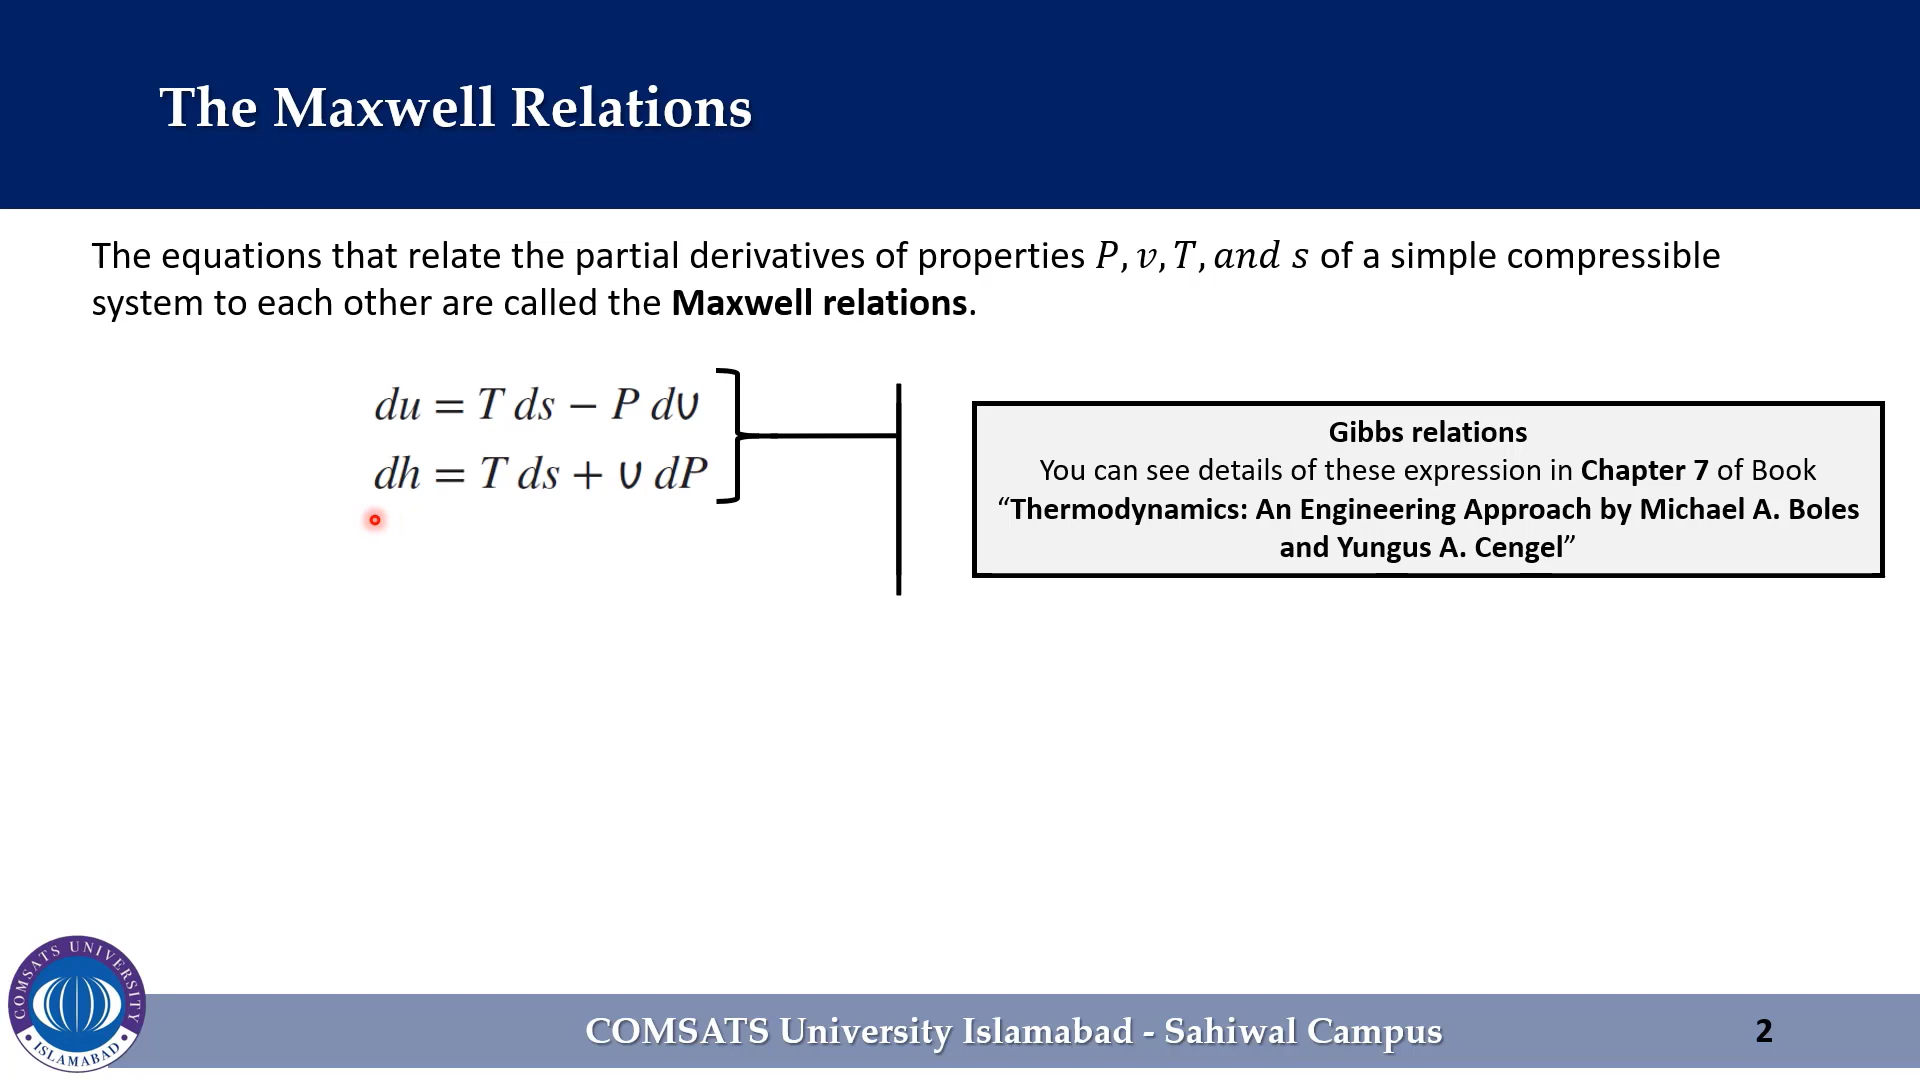 The Maxwell Relations
The equations that relate the partial derivatives of properties P, v, T, and s of a simple compressible
system to each other are called the Maxwell relations.
du = T ds − P dυ
dh = T ds + υ dP
Gibbs relations
You can see details of these expression in Chapter 7 of Book
“Thermodynamics: An Engineering Approach by Michael A. Boles
and Yungus A. Cengel”
COMSATS UNIVERSITY
• ISLAMABAD •
COMSATS University Islamabad - Sahiwal Campus
2